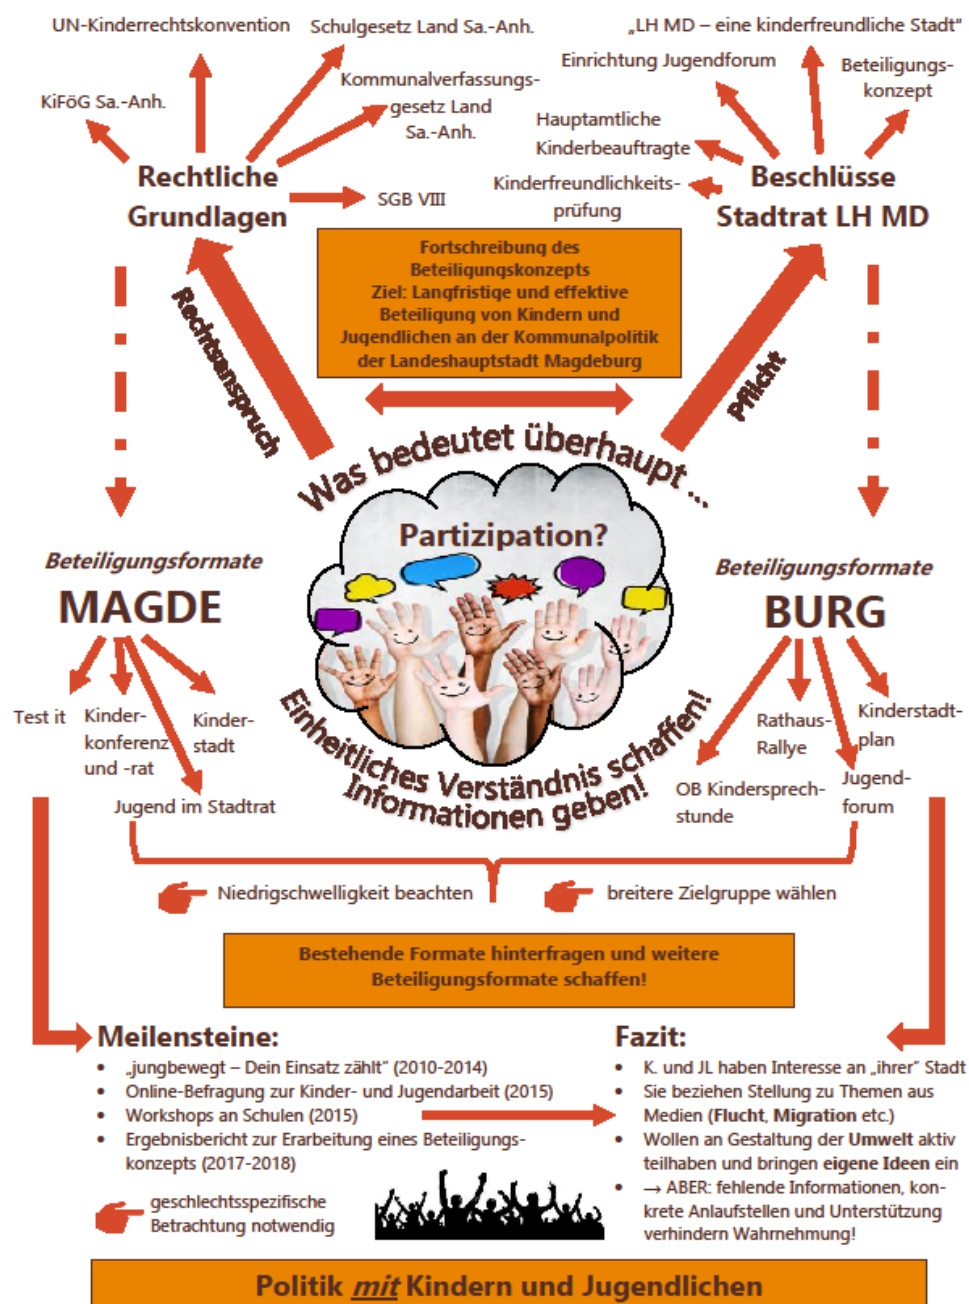 UN-Kinderrechtskonvention
Schulgesetz Land Sa.-Anh.
KiFöG Sa.-Anh.
Kommunalverfassungs-
gesetz Land
Sa.-Anh.
SGB VIII
Rechtliche
Grundlagen
„LH MD – eine kinderfreundliche Stadt"
Einrichtung Jugendforum
Beteiligungs-
konzept
Hauptamtliche
Kinderbeauftragte
Kinderfreundlichkeits-
prüfung
Beschlüsse
Stadtrat LH MD
Fortschreibung des
Beteiligungskonzepts
Ziel: Langfristige und effektive
Beteiligung von Kindern und
Jugendlichen an der Kommunalpolitik
der Landeshauptstadt Magdeburg
Rechtsanspruch
Pflicht
Was bedeutet überhaupt ...
Partizipation?
Einheitliches Verständnis schaffen!
Informationen geben!
Beteiligungsformate
MAGDE
Test it
Kinder-
konferenz
und -rat
Kinder-
stadt
Jugend im Stadtrat
Beteiligungsformate
BURG
OB Kindersprech-
stunde
Rathaus-
Rallye
Kinderstadt-
plan
Jugend-
forum
Niedrigschwelligkeit beachten
breitere Zielgruppe wählen
Bestehende Formate hinterfragen und weitere
Beteiligungsformate schaffen!
Meilensteine:
• „jungbewegt – Dein Einsatz zählt" (2010-2014)
• Online-Befragung zur Kinder- und Jugendarbeit (2015)
• Workshops an Schulen (2015)
• Ergebnisbericht zur Erarbeitung eines Beteiligungs-
konzepts (2017-2018)
geschlechtsspezifische
Betrachtung notwendig
Fazit:
• K. und JL haben Interesse an „ihrer" Stadt
• Sie beziehen Stellung zu Themen aus
Medien (Flucht, Migration etc.)
• Wollen an Gestaltung der Umwelt aktiv
teilhaben und bringen eigene Ideen ein
• → ABER: fehlende Informationen, kon-
krete Anlaufstellen und Unterstützung
verhindern Wahrnehmung!
Politik mit Kindern und Jugendlichen